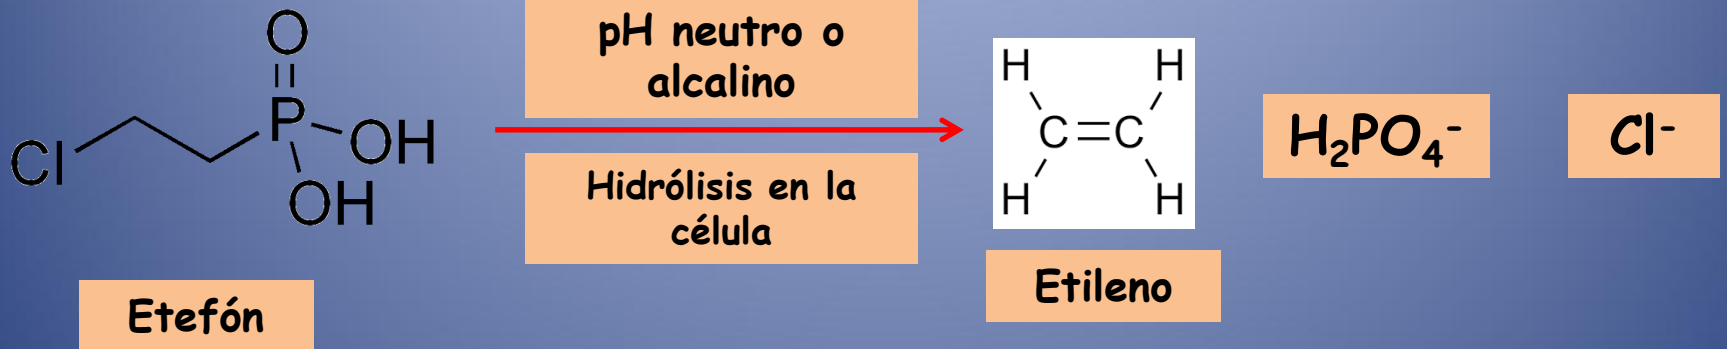 O
P
OH
OH
Cl
Etefón
pH neutro o
alcalino
Hidrólisis en la
célula
H H
C=C
H H
Etileno
H₂PO₄⁻
Cl⁻